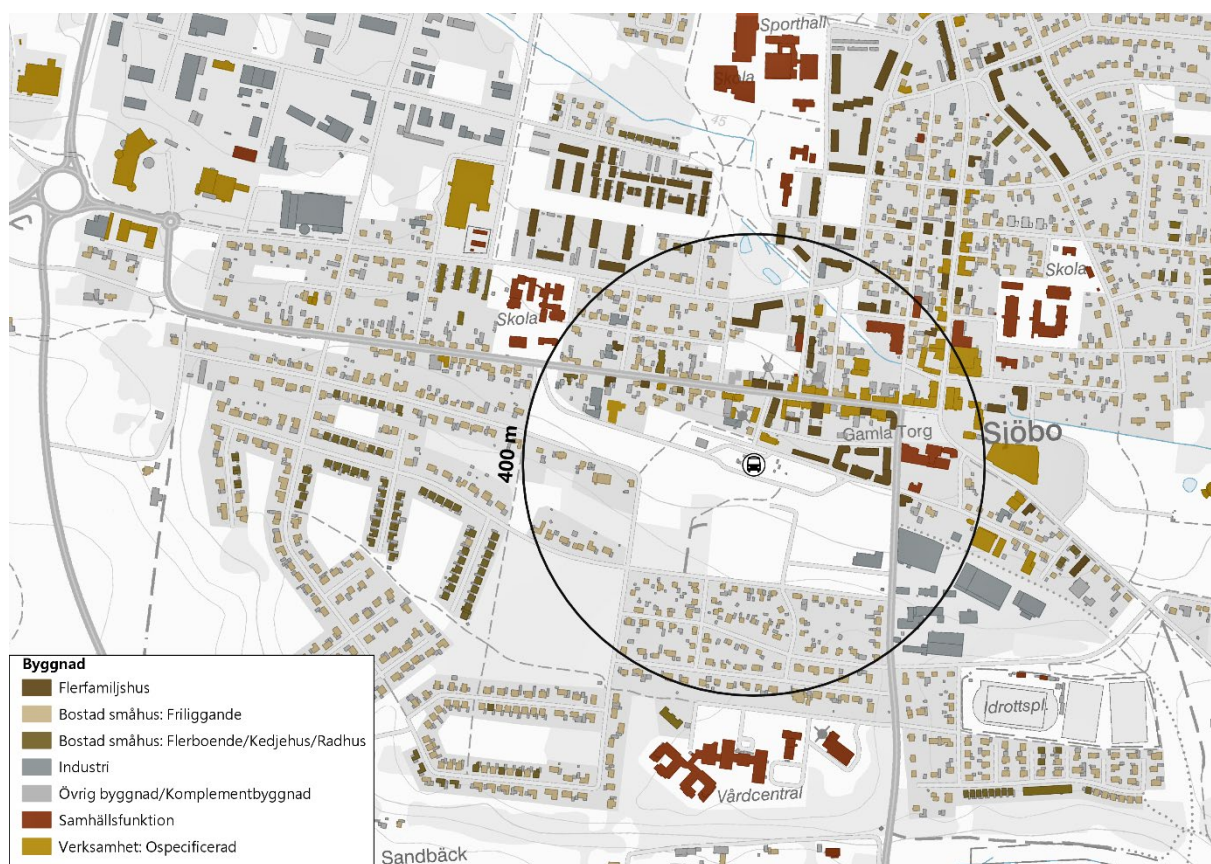 Sporthall
Skola
45
Skola
Skola
Gamla Torg
Sjöbo
400 m
Idrottspl.
Vårdcentral
Sandbäck
Byggnad
Flerfamiljshus
Bostad småhus: Friliggande
Bostad småhus: Flerboende/Kedjehus/Radhus
Industri
Övrig byggnad/Komplementbyggnad
Samhällsfunktion
Verksamhet: Ospecificerad